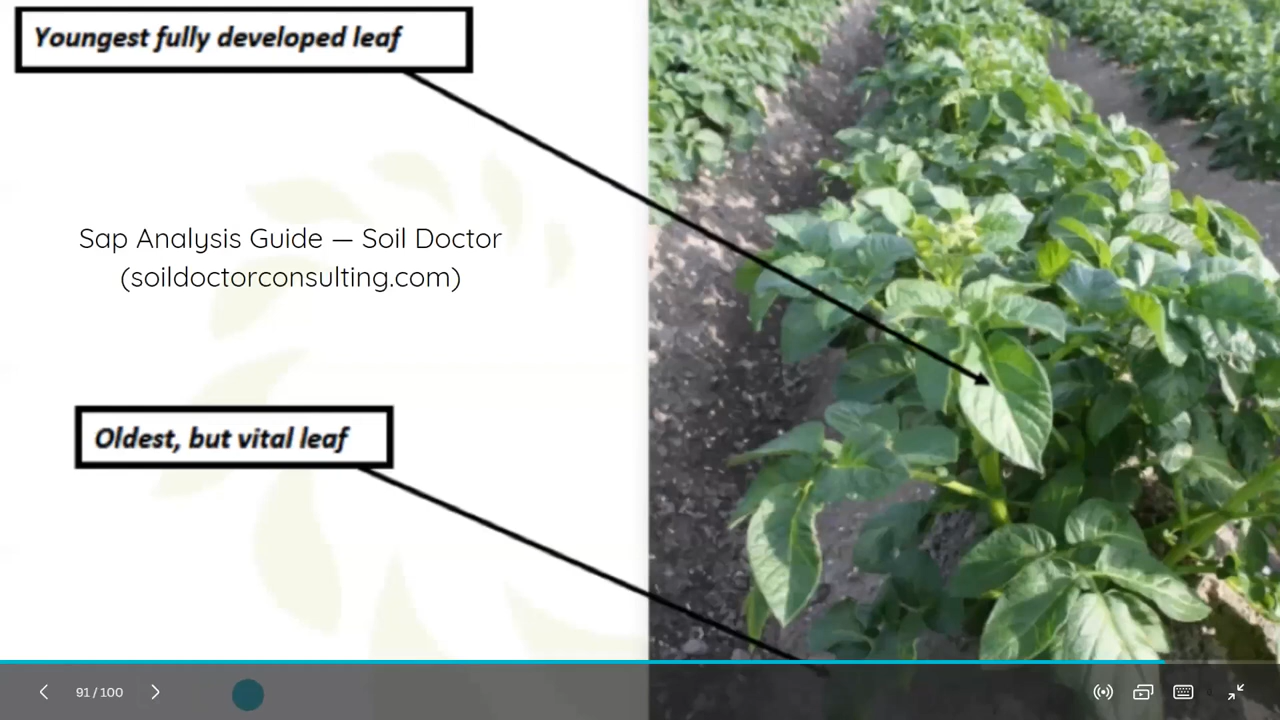 Youngest fully developed leaf
Sap Analysis Guide — Soil Doctor
(soildoctorconsulting.com)
Oldest, but vital leaf
91 / 100